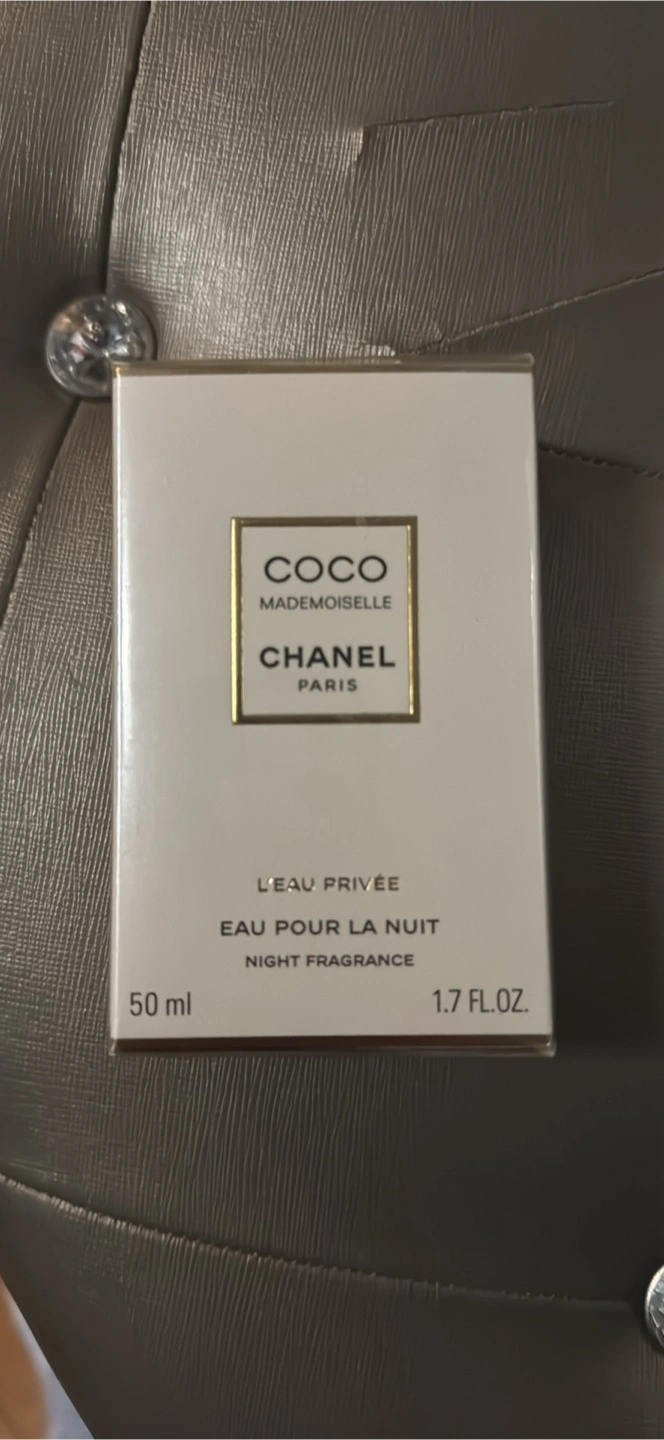 COCO
MADEMOISELLE
CHANEL
PARIS
L'EAU PRIVÉE
EAU POUR LA NUIT
NIGHT FRAGRANCE
50 ml 1.7 FL.OZ.